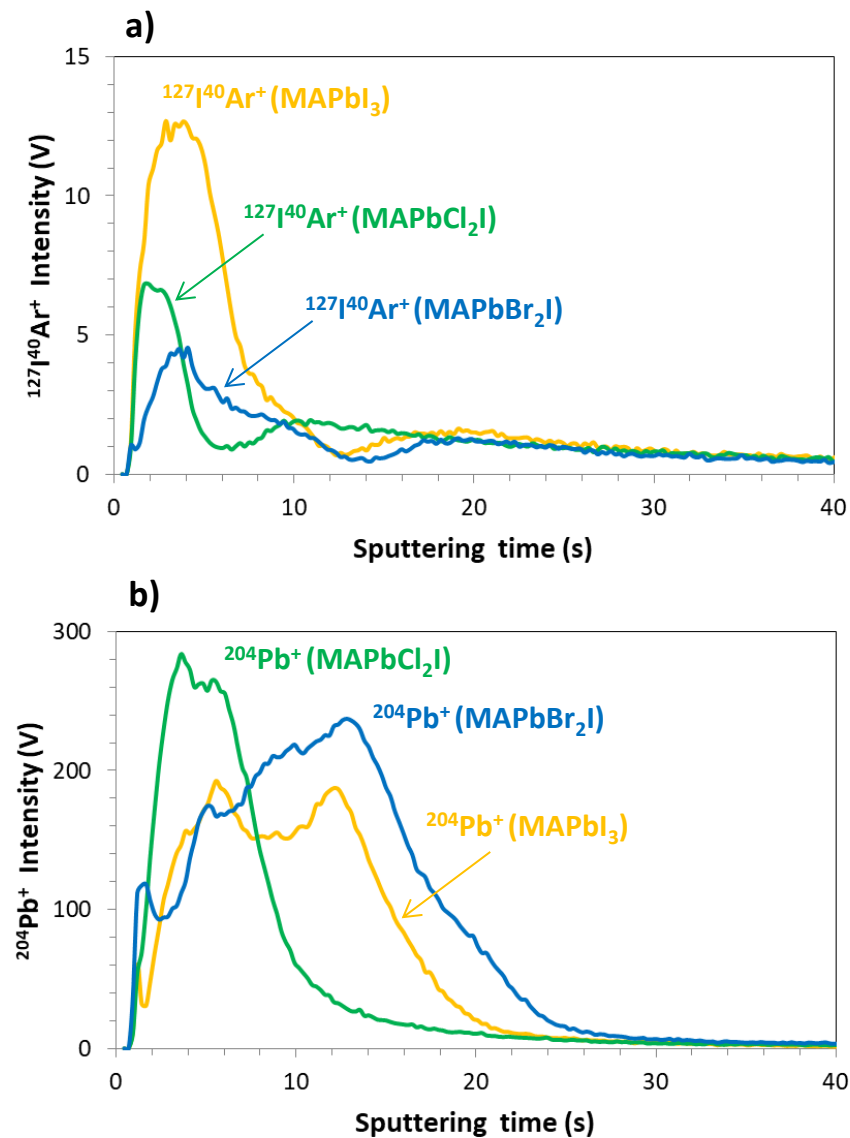 a)
15
10
5
0
¹²⁷I⁴⁰Ar⁺ Intensity (V)
¹²⁷I⁴⁰Ar⁺ (MAPbI₃)
¹²⁷I⁴⁰Ar⁺ (MAPbCl₂I)
¹²⁷I⁴⁰Ar⁺ (MAPbBr₂I)
0 10 20 30 40
Sputtering time (s)
b)
300
200
100
0
²⁰⁴Pb⁺ Intensity (V)
²⁰⁴Pb⁺ (MAPbCl₂I)
²⁰⁴Pb⁺ (MAPbBr₂I)
²⁰⁴Pb⁺ (MAPbI₃)
0 10 20 30 40
Sputtering time (s)